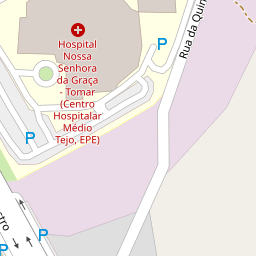 Hospital
Nossa
Senhora
da Graça
- Tomar
(Centro
Hospitalar
Médio
Tejo, EPE)
Rua da Quin
P
P
P
P